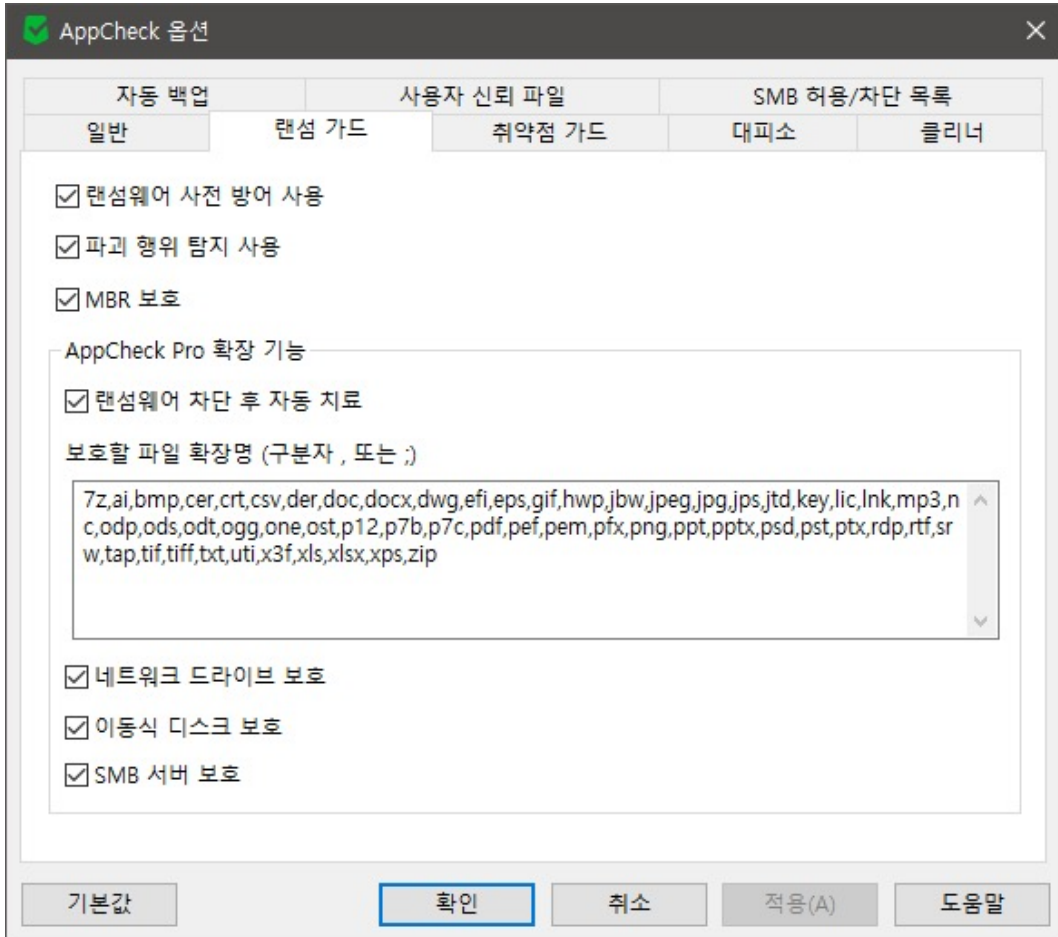 AppCheck 옵션
자동 백업 사용자 신뢰 파일 SMB 허용/차단 목록
일반 랜섬 가드 취약점 가드 대피소 클리너
랜섬웨어 사전 방어 사용
파괴 행위 탐지 사용
MBR 보호
AppCheck Pro 확장 기능
랜섬웨어 차단 후 자동 치료
보호할 파일 확장명 (구분자 , 또는 ;)
7z,ai,bmp,cer,crt,csv,der,doc,docx,dwg,efi,eps,gif,hwp,jbw,jpeg,jpg,jps,jtd,key,lic,lnk,mp3,n
c,odp,ods,odt,ogg,one,ost,p12,p7b,p7c,pdf,pef,pem,pfx,png,ppt,pptx,psd,pst,ptx,rdp,rtf,sr
w,tap,tif,tiff,txt,uti,x3f,xls,xlsx,xps,zip
네트워크 드라이브 보호
이동식 디스크 보호
SMB 서버 보호
기본값 확인 취소 적용(A) 도움말